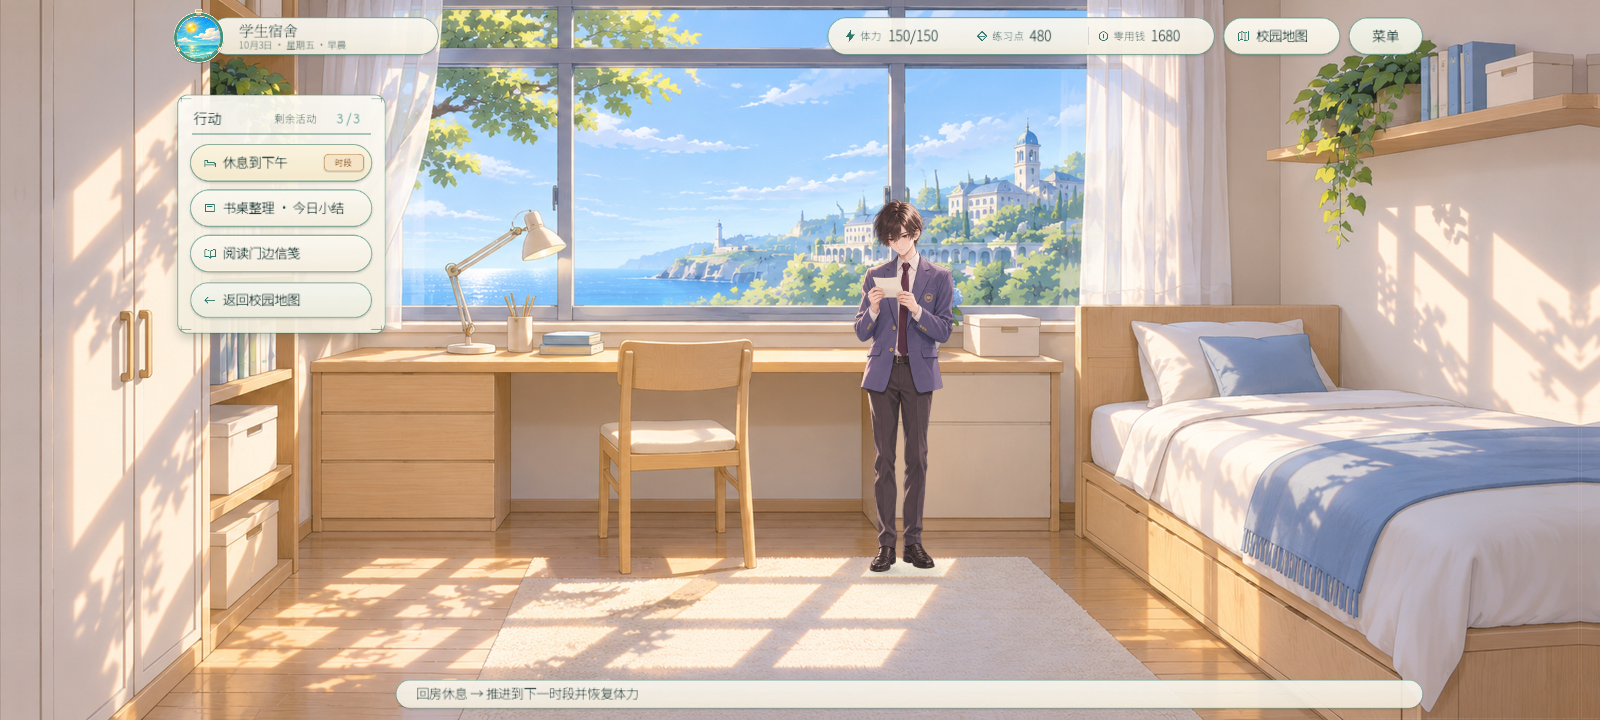 学生宿舍
10月3日 • 星期五 • 早晨
体力 150/150
练习点 480
零用钱 1680
校园地图
菜单
行动
剩余活动 3 / 3
休息到下午
时段
书桌整理 · 今日小结
阅读门边信笺
← 返回校园地图
回房休息 → 推进到下一时段并恢复体力